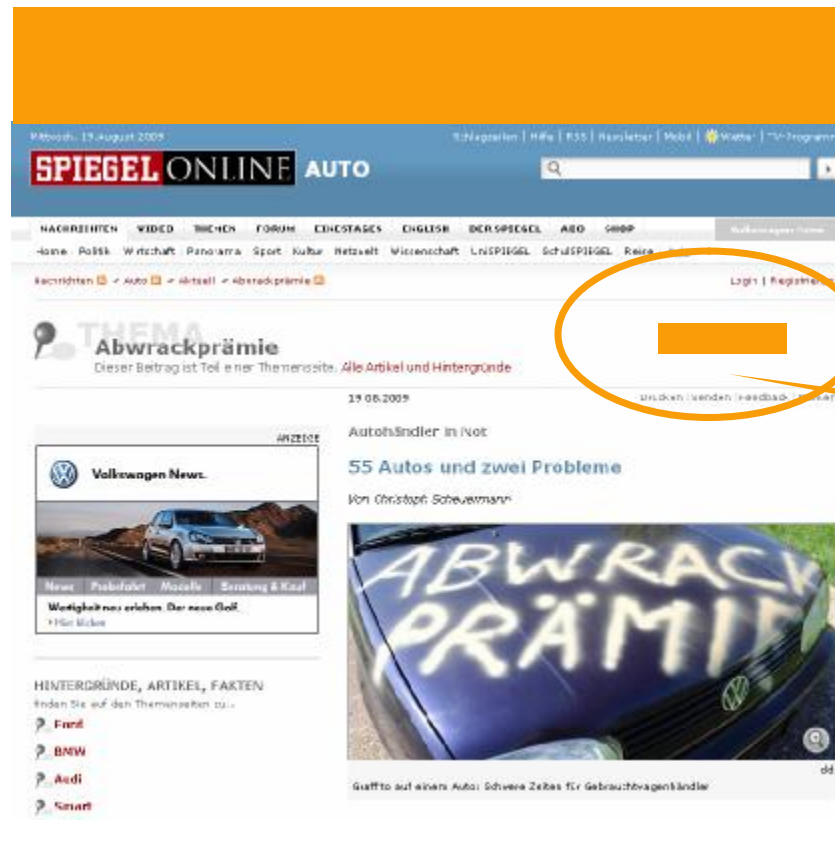 Mittwoch, 19. August 2009
Schlagzeilen | Hilfe | RSS | Newsletter | Mobil | Wetter | TV-Programm
SPIEGEL ONLINE AUTO
NACHRICHTEN VIDEO THEMEN FORUM EINESTAGES ENGLISH DER SPIEGEL ABO SHOP
Home Politik Wirtschaft Panorama Sport Kultur Netzwelt Wissenschaft UniSPIEGEL SchulSPIEGEL Reise
Nachrichten > Auto > Aktuell > Abwrackprämie
Login | Registrierung
THEMA
Abwrackprämie
Dieser Beitrag ist Teil einer Themenseite. Alle Artikel und Hintergründe
19.08.2009
Drucken | Senden | Feedback |
ANZEIGE
Volkswagen News.
News Probefahrt Modelle Beratung & Kauf
Wertigkeit neu erleben. Der neue Golf.
› Hier klicken
Autohändler in Not
55 Autos und zwei Probleme
Von Christoph Scheuermann
ABWRACK
PRÄMIE
dd
Graffito auf einem Auto: Schwere Zeiten für Gebrauchtwagenhändler
HINTERGRÜNDE, ARTIKEL, FAKTEN
finden Sie auf den Themenseiten zu...
Ford
BMW
Audi
Smart